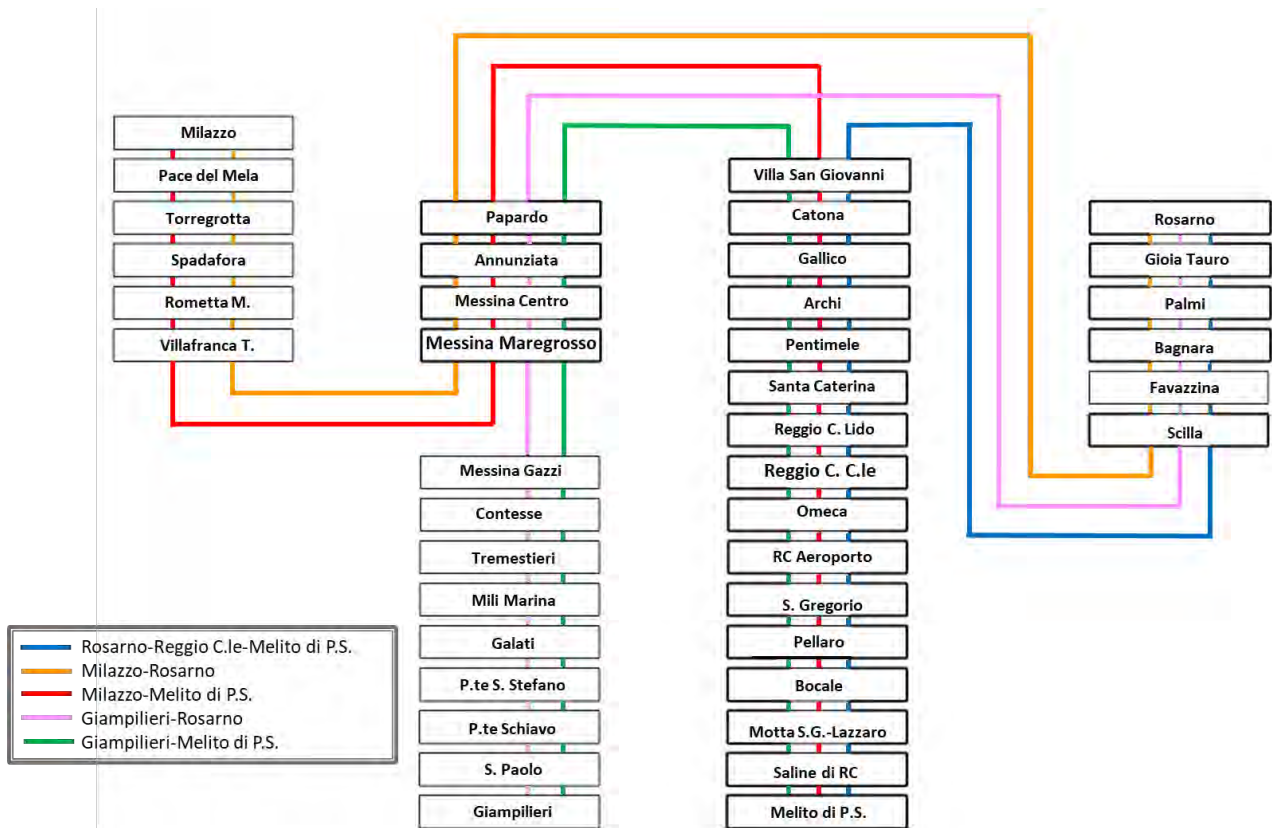 Milazzo
Pace del Mela
Torregrotta
Spadafora
Rometta M.
Villafranca T.
Papardo
Annunziata
Messina Centro
Messina Maregrosso
Messina Gazzi
Contesse
Tremestieri
Mili Marina
Galati
P.te S. Stefano
P.te Schiavo
S. Paolo
Giampilieri
Villa San Giovanni
Catona
Gallico
Archi
Pentimele
Santa Caterina
Reggio C. Lido
Reggio C. C.le
Omeca
RC Aeroporto
S. Gregorio
Pellaro
Bocale
Motta S.G.-Lazzaro
Saline di RC
Melito di P.S.
Rosarno
Gioia Tauro
Palmi
Bagnara
Favazzina
Scilla
Rosarno-Reggio C.le-Melito di P.S.
Milazzo-Rosarno
Milazzo-Melito di P.S.
Giampilieri-Rosarno
Giampilieri-Melito di P.S.